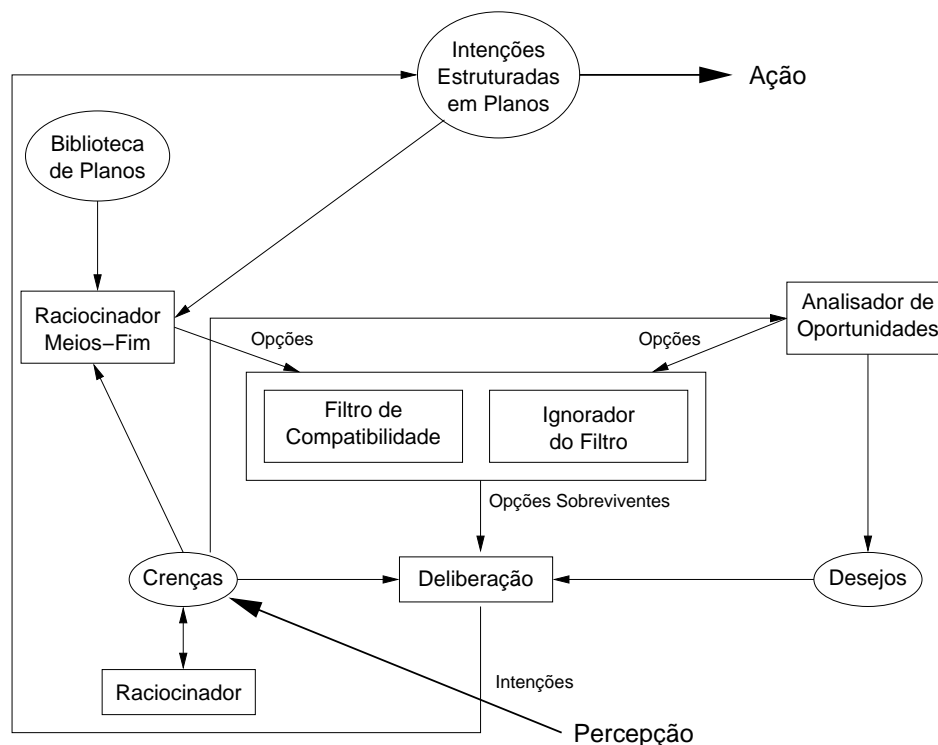 Intenções
Estruturadas
em Planos
Ação
Biblioteca
de Planos
Raciocinador
Meios−Fim
Analisador de
Oportunidades
Opções
Opções
Filtro de
Compatibilidade
Ignorador
do Filtro
Opções Sobreviventes
Crenças
Deliberação
Desejos
Raciocinador
Intenções
Percepção